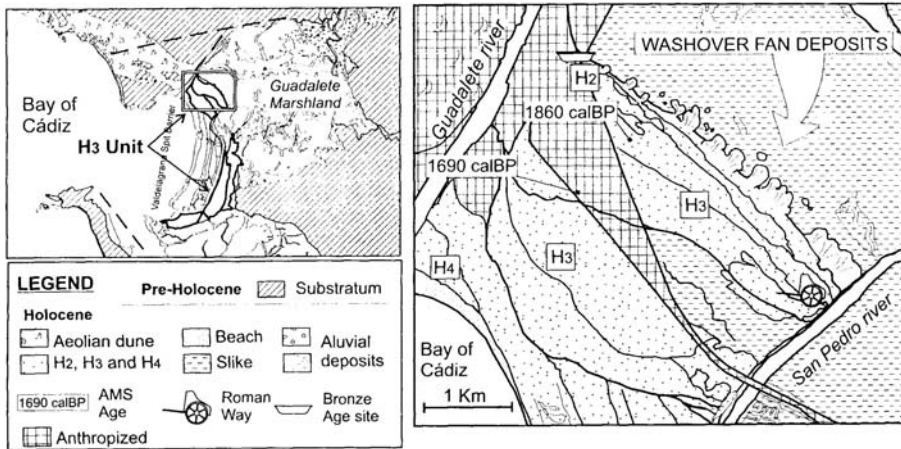 Bay of
Cádiz
Guadalete
Marshland
H3 Unit
Valdelagrana Spit Barrier
LEGEND
Pre-Holocene
Substratum
Holocene
Aeolian dune
Beach
Aluvial
deposits
H2, H3 and H4
Slike
1690 calBP
AMS
Age
Roman
Way
Bronze
Age site
Anthropized
Guadalete river
WASHOVER FAN DEPOSITS
H2
1860 calBP
1690 calBP
H3
H3
H4
Bay of
Cádiz
1 Km
San Pedro river